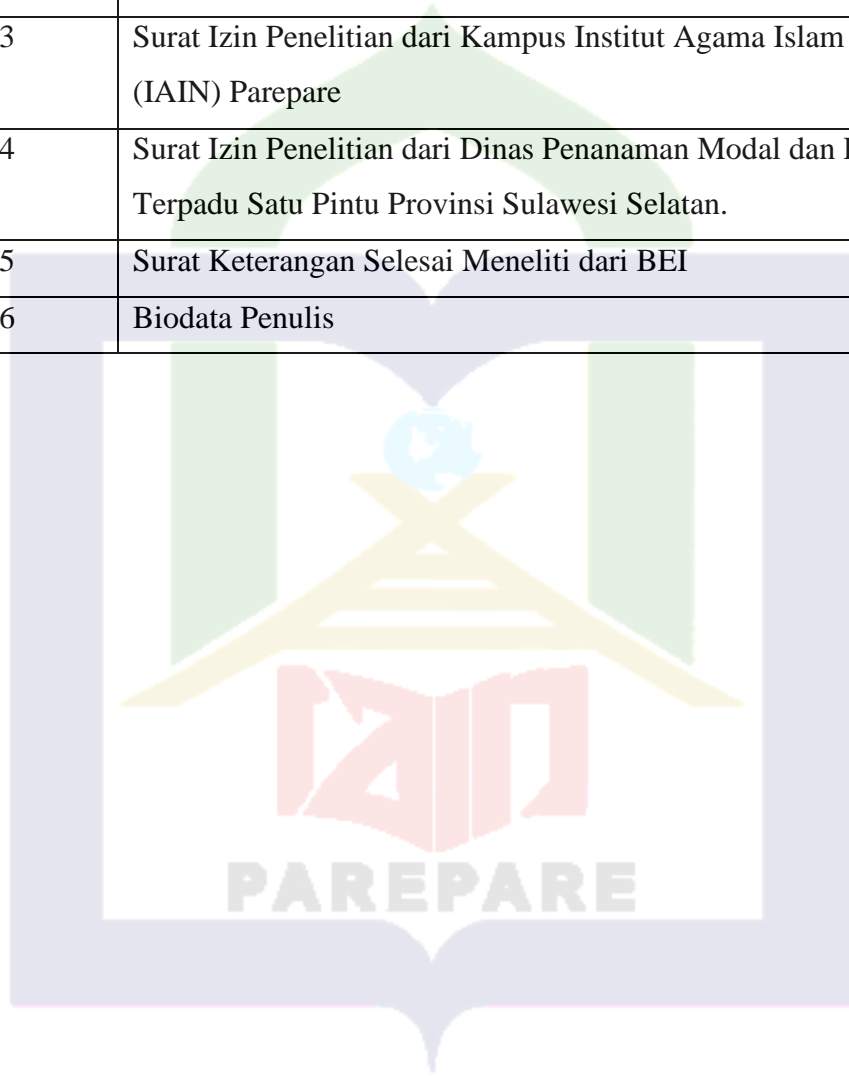 3 Surat Izin Penelitian dari Kampus Institut Agama Islam
(IAIN) Parepare
4 Surat Izin Penelitian dari Dinas Penanaman Modal dan
Terpadu Satu Pintu Provinsi Sulawesi Selatan.
5 Surat Keterangan Selesai Meneliti dari BEI
6 Biodata Penulis
iain
PAREPARE